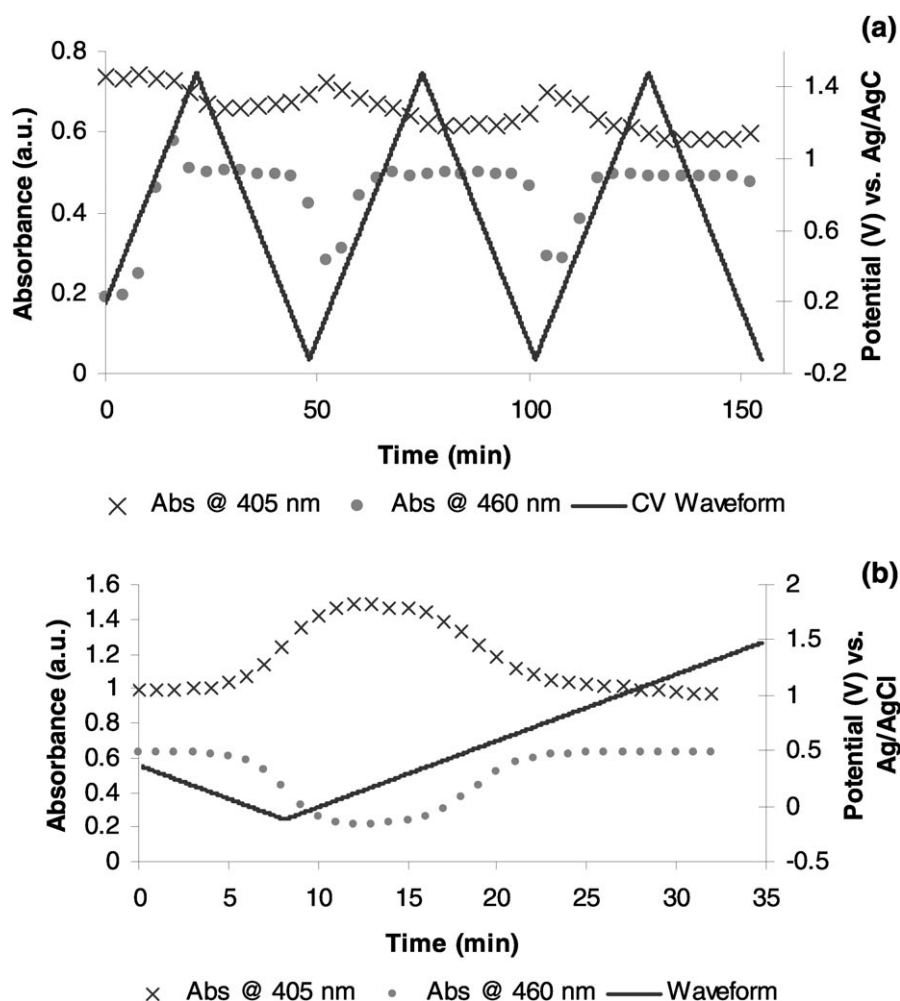 (a)
Absorbance (a.u.)
0.8
0.6
0.4
0.2
0
1.4
1
0.6
0.2
-0.2
Potential (V) vs. Ag/AgC
0
50
100
150
Time (min)
Abs @ 405 nm
Abs @ 460 nm
CV Waveform
(b)
Absorbance (a.u.)
1.6
1.4
1.2
1
0.8
0.6
0.4
0.2
0
2
1.5
1
0.5
0
-0.5
Potential (V) vs.
Ag/AgCl
0
5
10
15
20
25
30
35
Time (min)
Abs @ 405 nm
Abs @ 460 nm
Waveform